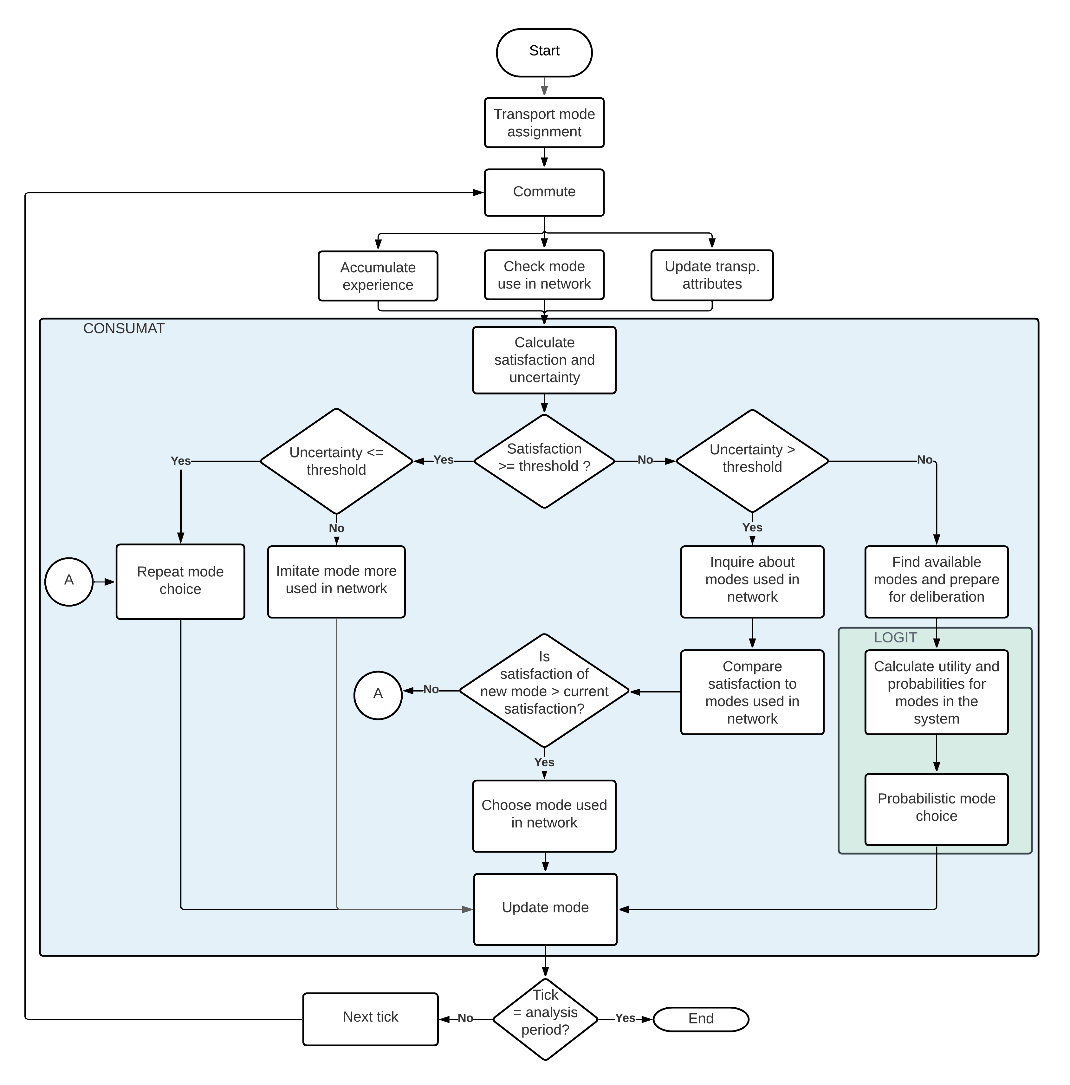 Start
Transport mode
assignment
Commute
Accumulate
experience
Check mode
use in network
Update transp.
attributes
CONSUMAT
Calculate
satisfaction and
uncertainty
Uncertainty <=
threshold
Satisfaction
>= threshold ?
Uncertainty >
threshold
Yes
Yes
No
No
No
Yes
A
Repeat mode
choice
Imitate mode more
used in network
Inquire about
modes used in
network
Find available
modes and prepare
for deliberation
LOGIT
A
No
Is
satisfaction of
new mode > current
satisfaction?
Compare
satisfaction to
modes used in
network
Calculate utility and
probabilities for
modes in the
system
Yes
Choose mode used
in network
Probabilistic mode
choice
Update mode
Next tick
No
Tick
= analysis
period?
Yes
End